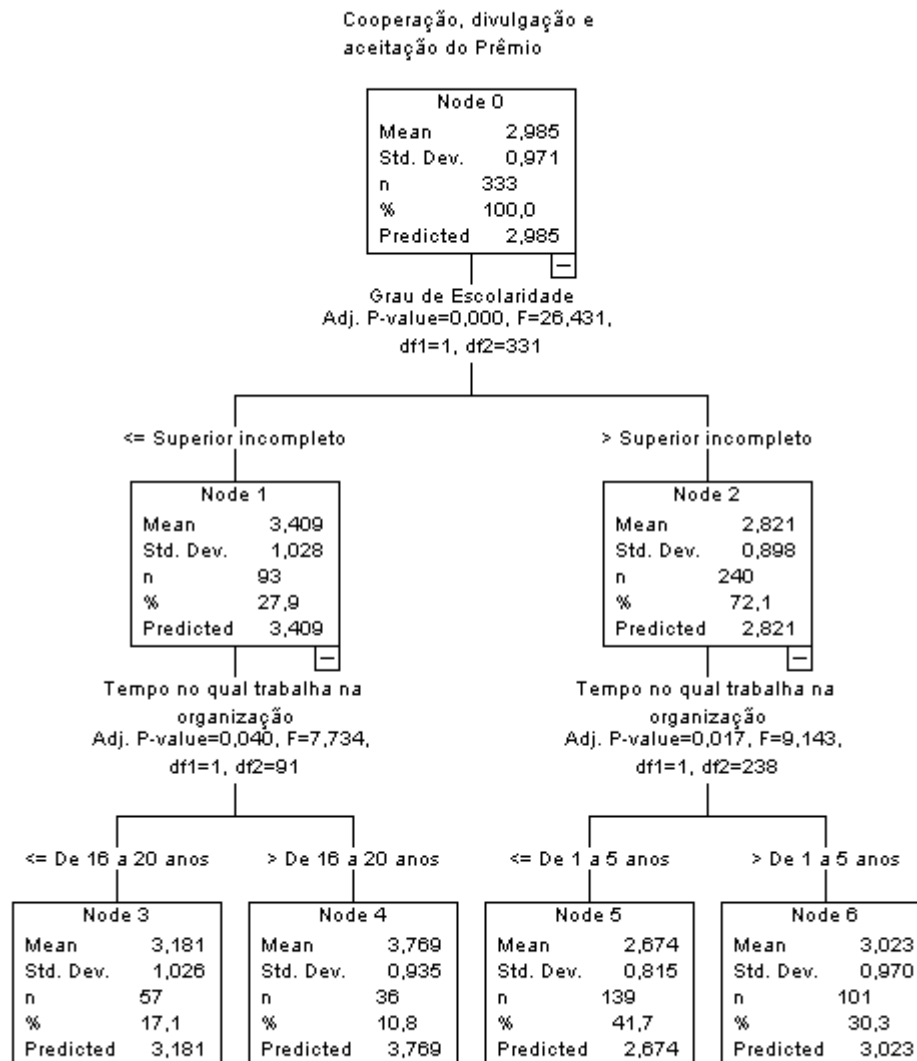 Cooperação, divulgação e
aceitação do Prêmio
Node 0
Mean 2,985
Std. Dev. 0,971
n 333
% 100,0
Predicted 2,985
Grau de Escolaridade
Adj. P-value=0,000, F=26,431,
df1=1, df2=331
<= Superior incompleto
> Superior incompleto
Node 1
Mean 3,409
Std. Dev. 1,028
n 93
% 27,9
Predicted 3,409
Node 2
Mean 2,821
Std. Dev. 0,898
n 240
% 72,1
Predicted 2,821
Tempo no qual trabalha na
organização
Adj. P-value=0,040, F=7,734,
df1=1, df2=91
Tempo no qual trabalha na
organização
Adj. P-value=0,017, F=9,143,
df1=1, df2=238
<= De 16 a 20 anos
> De 16 a 20 anos
<= De 1 a 5 anos
> De 1 a 5 anos
Node 3
Mean 3,181
Std. Dev. 1,026
n 57
% 17,1
Predicted 3,181
Node 4
Mean 3,769
Std. Dev. 0,935
n 36
% 10,8
Predicted 3,769
Node 5
Mean 2,674
Std. Dev. 0,815
n 139
% 41,7
Predicted 2,674
Node 6
Mean 3,023
Std. Dev. 0,970
n 101
% 30,3
Predicted 3,023